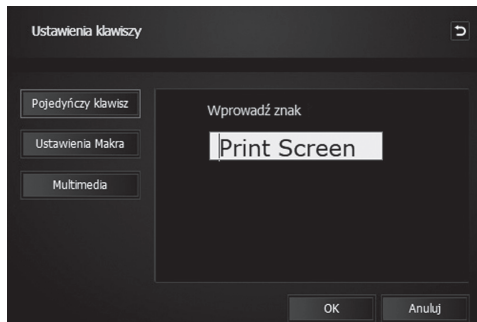 Ustawienia klawiszy
Pojedyńczy klawisz
Wprowadź znak
Ustawienia Makra
Print Screen
Multimedia
OK
Anuluj